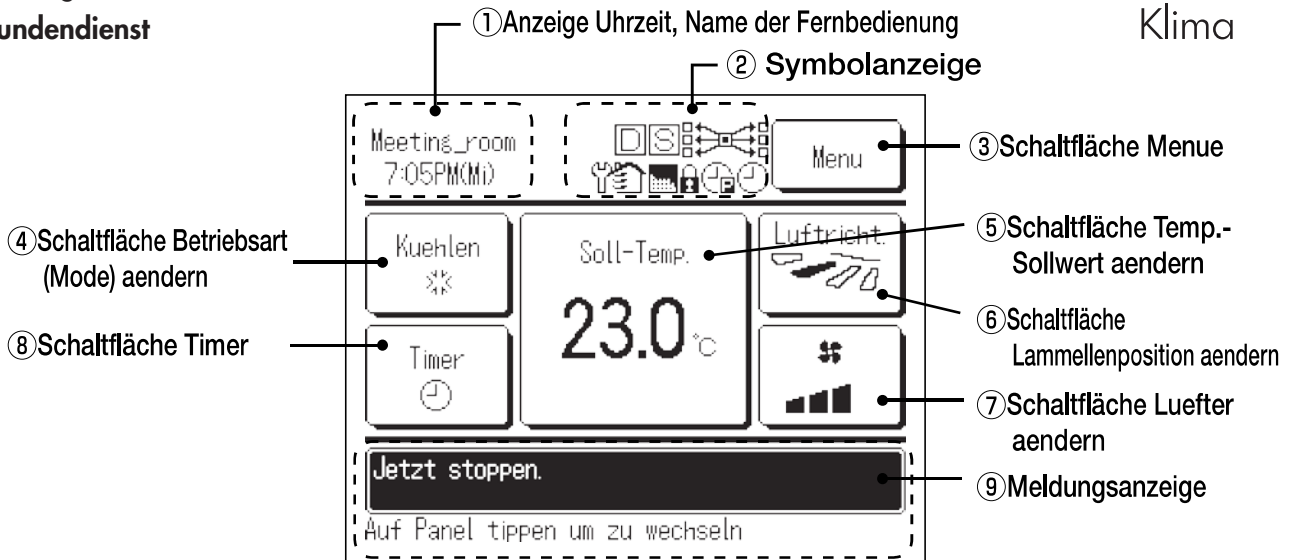 undendienst
①Anzeige Uhrzeit, Name der Fernbedienung
Klima
② Symbolanzeige
Meeting_room
7:05PM(Mi)
D S
Menu
③Schaltfläche Menue
④Schaltfläche Betriebsart
(Mode) aendern
Kuehlen
Soll-Temp.
23.0 °C
Luftricht.
⑤Schaltfläche Temp.-
Sollwert aendern
⑥Schaltfläche
Lammellenposition aendern
⑧Schaltfläche Timer
Timer
⑦Schaltfläche Luefter
aendern
Jetzt stoppen.
⑨Meldungsanzeige
Auf Panel tippen um zu wechseln